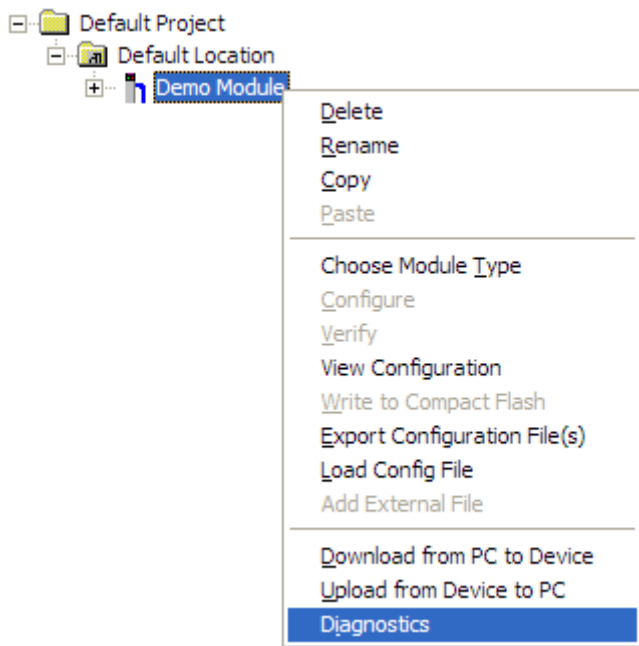 Default Project
Default Location
Demo Module
Delete
Rename
Copy
Paste
Choose Module Type
Configure
Verify
View Configuration
Write to Compact Flash
Export Configuration File(s)
Load Config File
Add External File
Download from PC to Device
Upload from Device to PC
Diagnostics